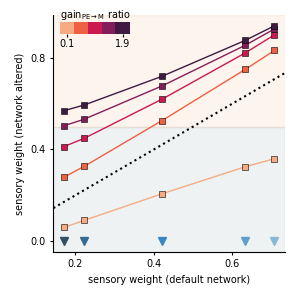 gainPE→M ratio
0.1 1.9
0.8
0.4
0.0
sensory weight (network altered)
0.2 0.4 0.6
sensory weight (default network)